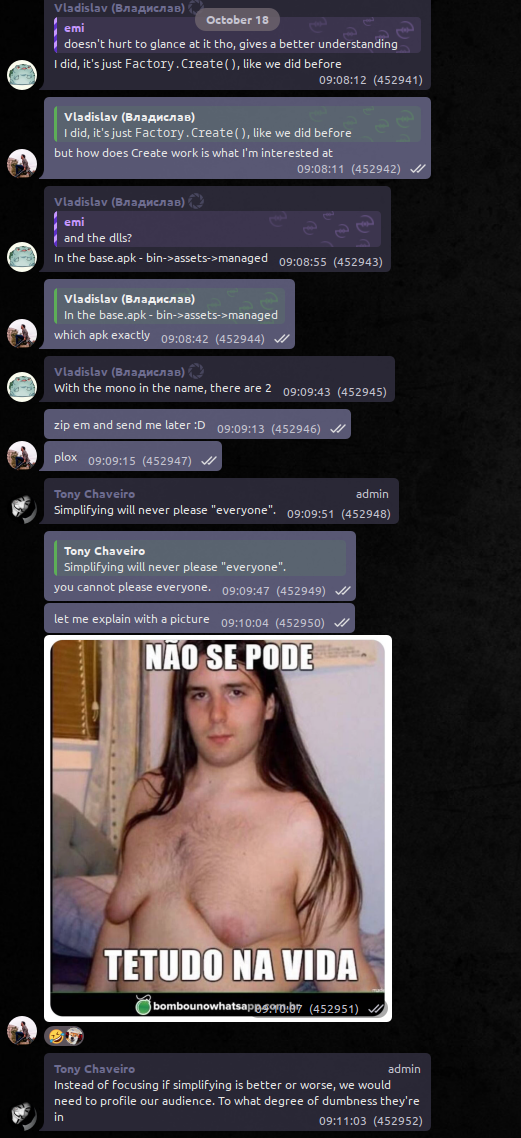 Vladislav (Владислав)
October 18
emi
doesn't hurt to glance at it tho, gives a better understanding
I did, it's just Factory.Create(), like we did before
09:08:12 (452941)
Vladislav (Владислав)
I did, it's just Factory.Create(), like we did before
but how does Create work is what I'm interested at
09:08:11 (452942)
Vladislav (Владислав)
emi
and the dlls?
In the base.apk - bin->assets->managed 09:08:55 (452943)
Vladislav (Владислав)
In the base.apk - bin->assets->managed
which apk exactly 09:08:42 (452944)
Vladislav (Владислав)
With the mono in the name, there are 2 09:09:43 (452945)
zip em and send me later :D 09:09:13 (452946)
plox 09:09:15 (452947)
Tony Chaveiro admin
Simplifying will never please "everyone". 09:09:51 (452948)
Tony Chaveiro
Simplifying will never please "everyone".
you cannot please everyone. 09:09:47 (452949)
let me explain with a picture 09:10:04 (452950)
NÃO SE PODE
TETUDO NA VIDA
bombounowhatsapp.com.br 09:10:07 (452951)
Tony Chaveiro admin
Instead of focusing if simplifying is better or worse, we would
need to profile our audience. To what degree of dumbness they're
in 09:11:03 (452952)